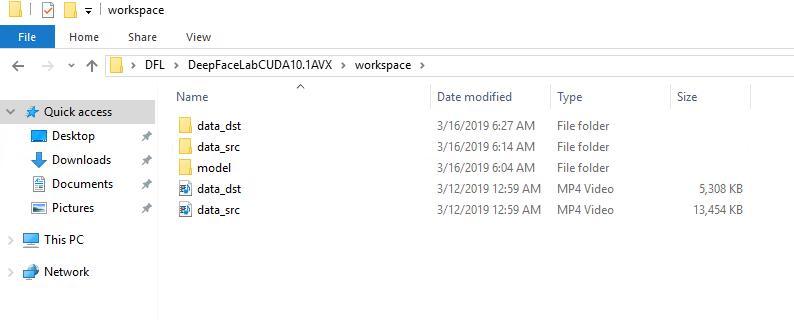 workspace
File Home Share View
DFL DeepFaceLabCUDA10.1AVX workspace
Quick access
Desktop
Downloads
Documents
Pictures
This PC
Network
Name Date modified Type Size
data_dst 3/16/2019 6:27 AM File folder
data_src 3/16/2019 6:14 AM File folder
model 3/16/2019 6:04 AM File folder
data_dst 3/12/2019 12:59 AM MP4 Video 5,308 KB
data_src 3/12/2019 12:59 AM MP4 Video 13,454 KB